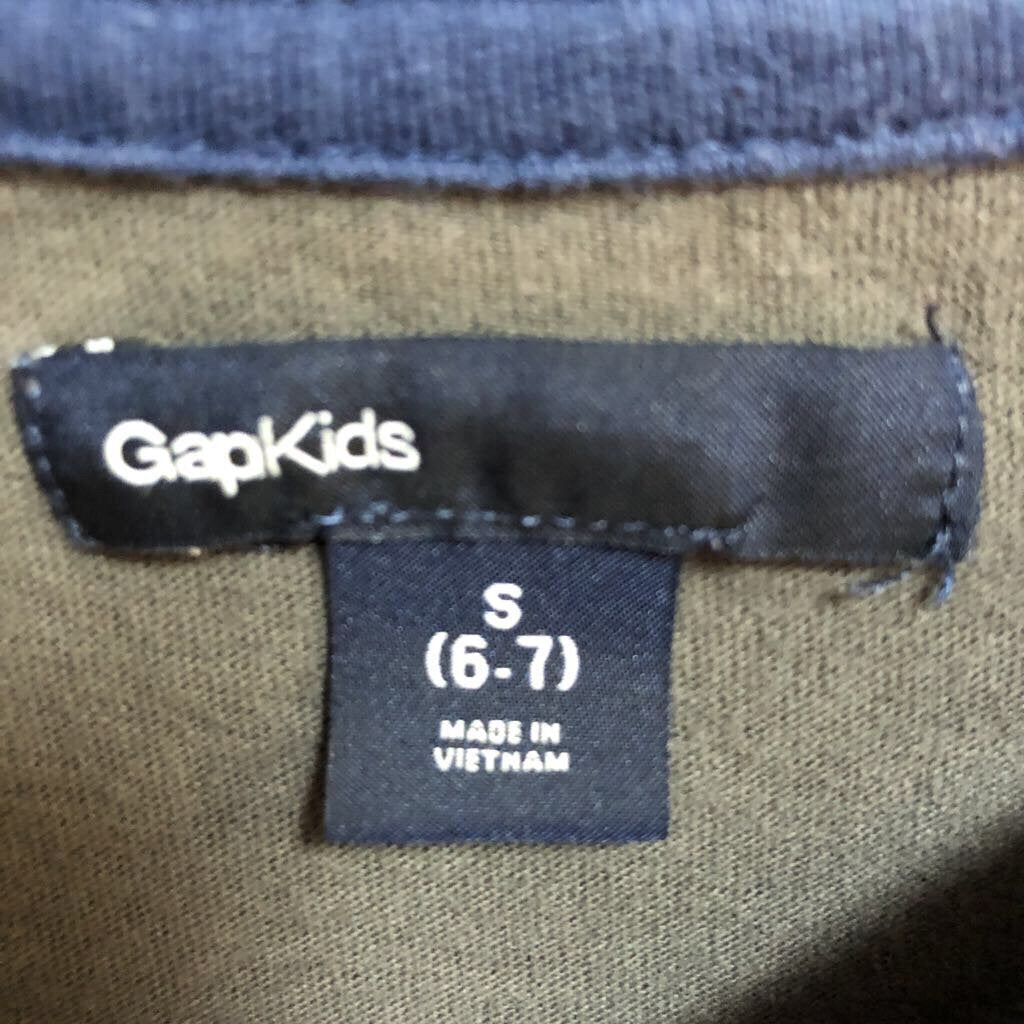 GapKids
S
(6-7)
MADE IN
VIETNAM